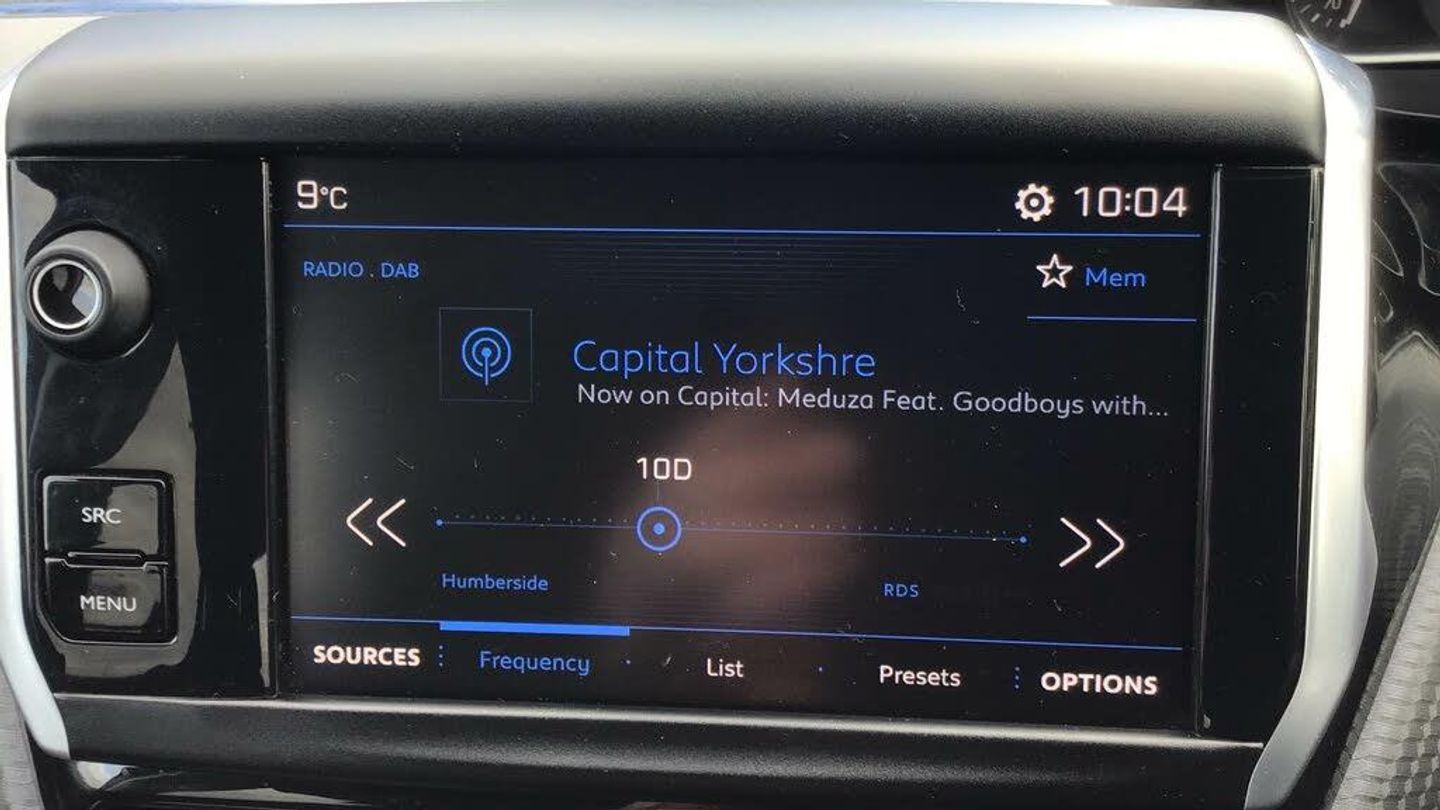 9°C
10:04
RADIO . DAB
Mem
Capital Yorkshre
Now on Capital: Meduza Feat. Goodboys with...
10D
SRC
MENU
Humberside
RDS
SOURCES
Frequency
List
Presets
OPTIONS